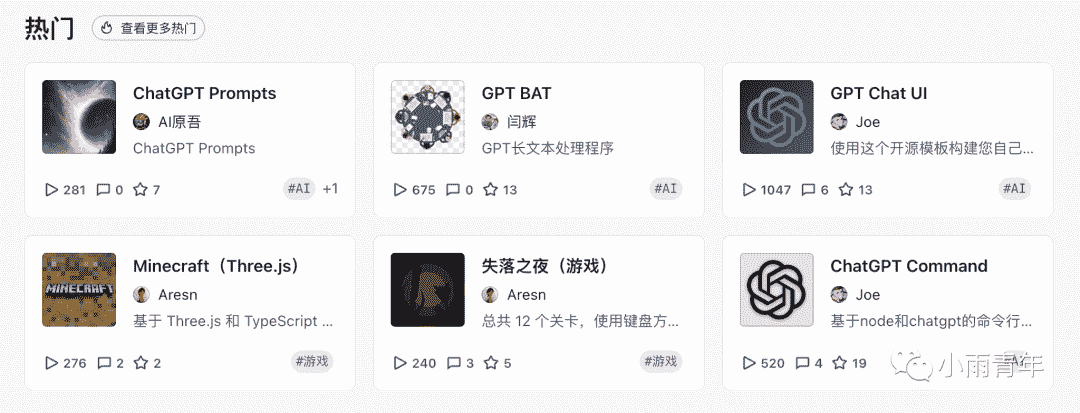 热门 查看更多热门
ChatGPT Prompts
AI原吾
ChatGPT Prompts
281 0 7 #AI +1
GPT BAT
闫辉
GPT长文本处理程序
675 0 13 #AI
GPT Chat UI
Joe
使用这个开源模板构建您自己...
1047 6 13 #AI
MINECRAFT
Minecraft（Three.js）
Aresn
基于 Three.js 和 TypeScript ...
276 2 2 #游戏
失落之夜（游戏）
Aresn
总共 12 个关卡，使用键盘方...
240 3 5 #游戏
ChatGPT Command
Joe
基于node和chatgpt的命令行...
520 4 19 #AI
小雨青年